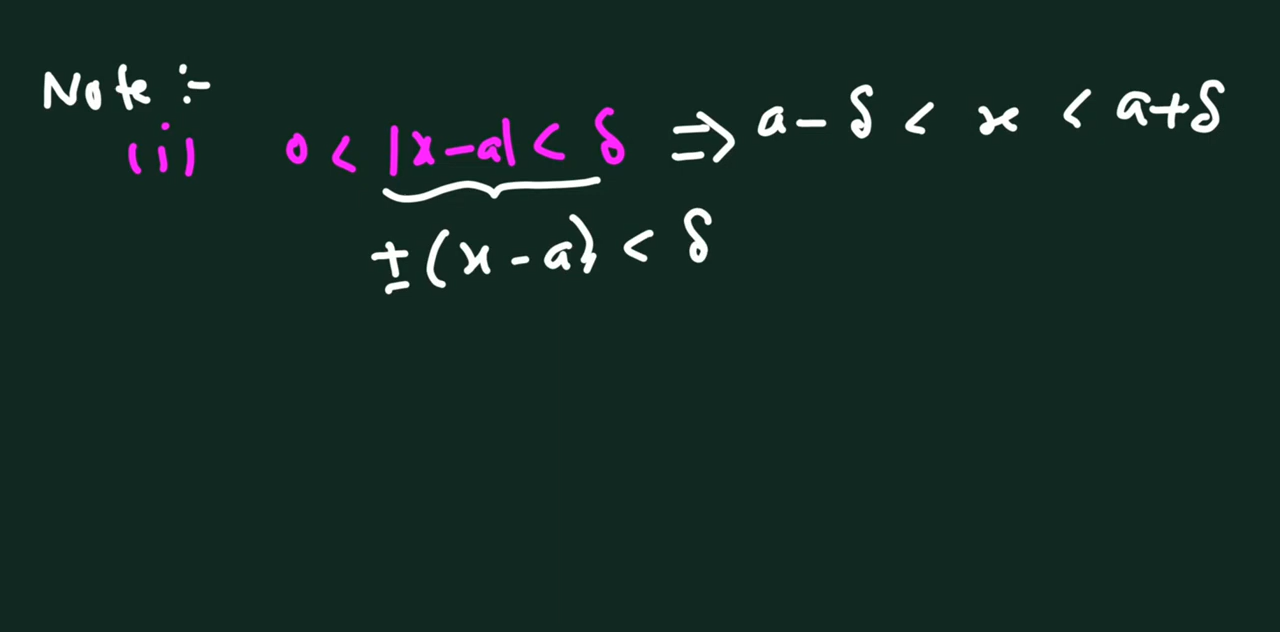 Note :-
(i) 0 < |x-a| < δ ⇒ a-δ < x < a+δ
±(x-a) < δ